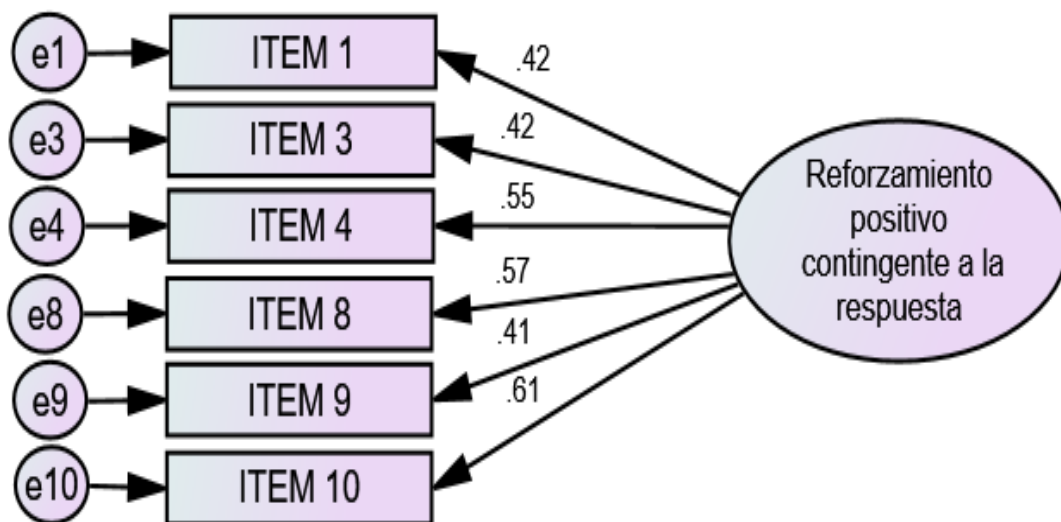 e1
ITEM 1
.42
e3
ITEM 3
.42
e4
ITEM 4
.55
e8
ITEM 8
.57
e9
ITEM 9
.41
e10
ITEM 10
.61
Reforzamiento
positivo
contingente a la
respuesta